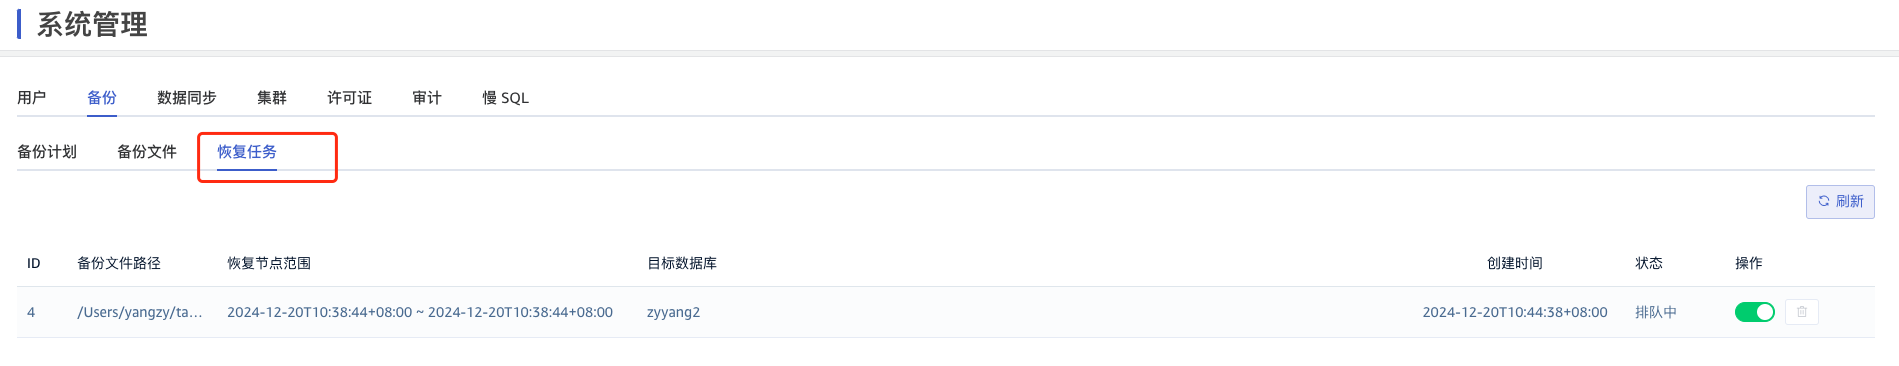 系统管理
用户 备份 数据同步 集群 许可证 审计 慢 SQL
备份计划 备份文件 恢复任务
刷新
ID 备份文件路径 恢复节点范围 目标数据库 创建时间 状态 操作
4 /Users/yangzy/ta... 2024-12-20T10:38:44+08:00 ~ 2024-12-20T10:38:44+08:00 zyyang2 2024-12-20T10:44:38+08:00 排队中